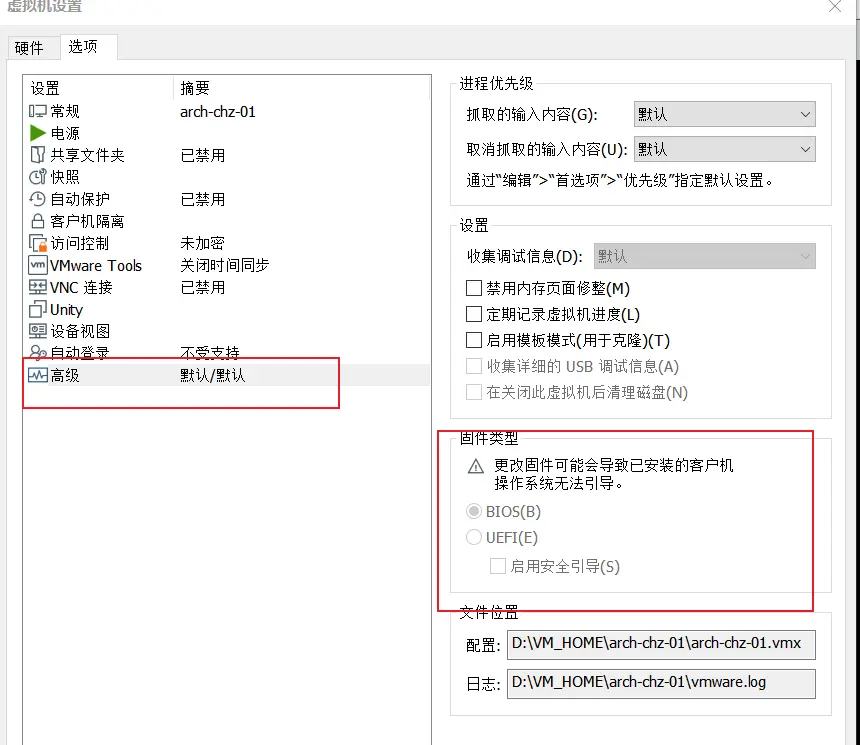 虚拟机设置
硬件 选项
设置 摘要
常规 arch-chz-01
电源
共享文件夹 已禁用
快照
自动保护 已禁用
客户机隔离
访问控制 未加密
VMware Tools 关闭时间同步
VNC 连接 已禁用
Unity
设备视图
自动登录 不受支持
高级 默认/默认
进程优先级
抓取的输入内容(G): 默认
取消抓取的输入内容(U): 默认
通过“编辑”>“首选项”>“优先级”指定默认设置。
设置
收集调试信息(D): 默认
禁用内存页面修整(M)
定期记录虚拟机进度(L)
启用模板模式(用于克隆)(T)
收集详细的 USB 调试信息(A)
在关闭此虚拟机后清理磁盘(N)
固件类型
更改固件可能会导致已安装的客户机
操作系统无法引导。
BIOS(B)
UEFI(E)
启用安全引导(S)
文件位置
配置: D:\VM_HOME\arch-chz-01\arch-chz-01.vmx
日志: D:\VM_HOME\arch-chz-01\vmware.log